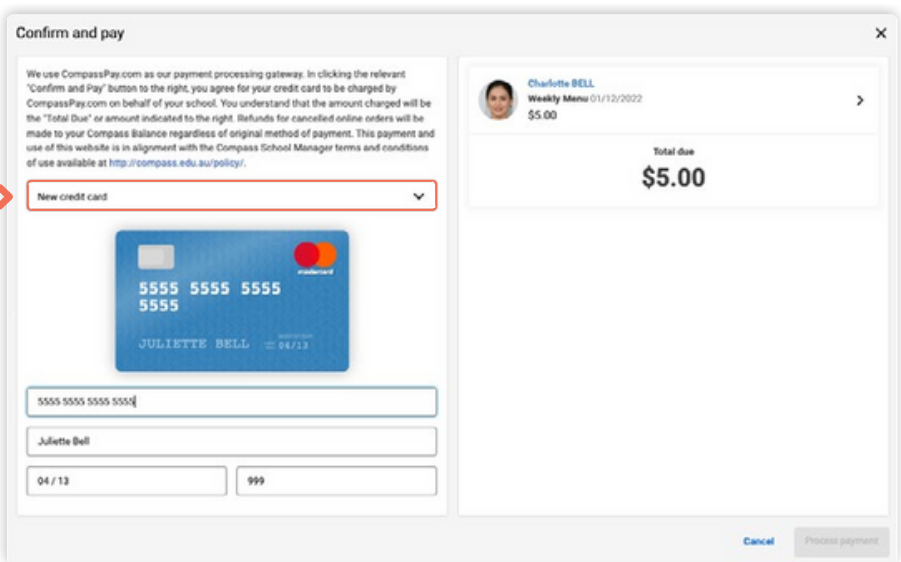 Confirm and pay
We use CompassPay.com as our payment processing gateway. In clicking the relevant
"Confirm and Pay" button to the right, you agree for your credit card to be charged by
CompassPay.com on behalf of your school. You understand that the amount charged will be
the "Total Due" or amount indicated to the right. Refunds for cancelled online orders will be
made to your Compass Balance regardless of original method of payment. This payment and
use of this website is in alignment with the Compass School Manager terms and conditions
of use available at http://compass.edu.au/policy/.
New credit card
mastercard
5555 5555 5555
5555
JULIETTE BELL
04/13
5555 5555 5555 5555
Juliette Bell
04 / 13
999
Charlotte BELL
Weekly Menu 01/12/2022
$5.00
Total due
$5.00
Cancel
Process payment